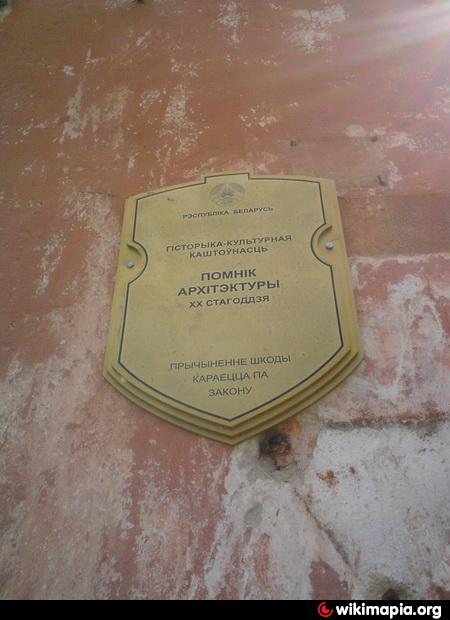 РЭСПУБЛІКА БЕЛАРУСЬ
ГІСТОРЫКА-КУЛЬТУРНАЯ
КАШТОЎНАСЦЬ
ПОМНІК
АРХІТЭКТУРЫ
XX СТАГОДДЗЯ
ПРЫЧЫНЕННЕ ШКОДЫ
КАРАЕЦЦА ПА
ЗАКОНУ
wikimapia.org